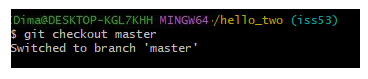 Dima@DESKTOP-KGL7KHH MINGW64 /hello_two (iss53)
$ git checkout master
Switched to branch 'master'